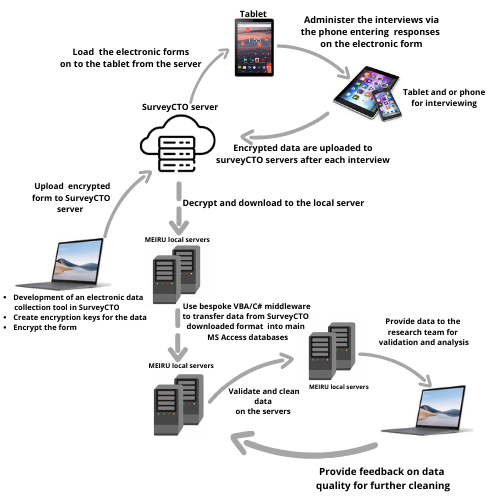 Tablet
Administer the interviews via
the phone entering responses
on the electronic form
Load the electronic forms
on to the tablet from the server
Tablet and or phone
for interviewing
SurveyCTO server
Encrypted data are uploaded to
surveyCTO servers after each interview
Upload encrypted
form to SurveyCTO
server
Decrypt and download to the local server
MEIRU local servers
• Development of an electronic data
collection tool in SurveyCTO
• Create encryption keys for the data
• Encrypt the form
Use bespoke VBA/C# middleware
to transfer data from SurveyCTO
downloaded format into main
MS Access databases
Provide data to the
research team for
validation and analysis
MEIRU local servers
MEIRU local servers
Validate and clean
data
on the servers
Provide feedback on data
quality for further cleaning